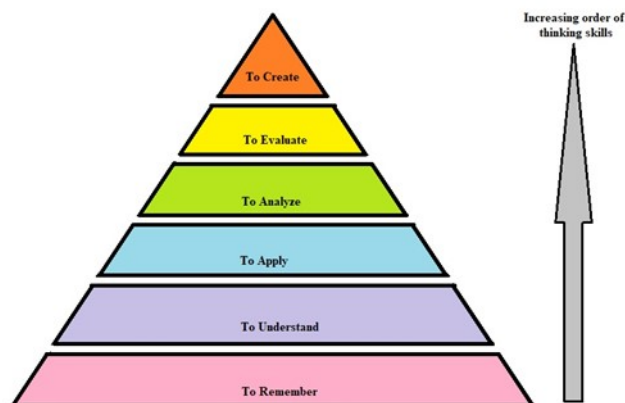 Increasing order of
thinking skills
To Create
To Evaluate
To Analyze
To Apply
To Understand
To Remember